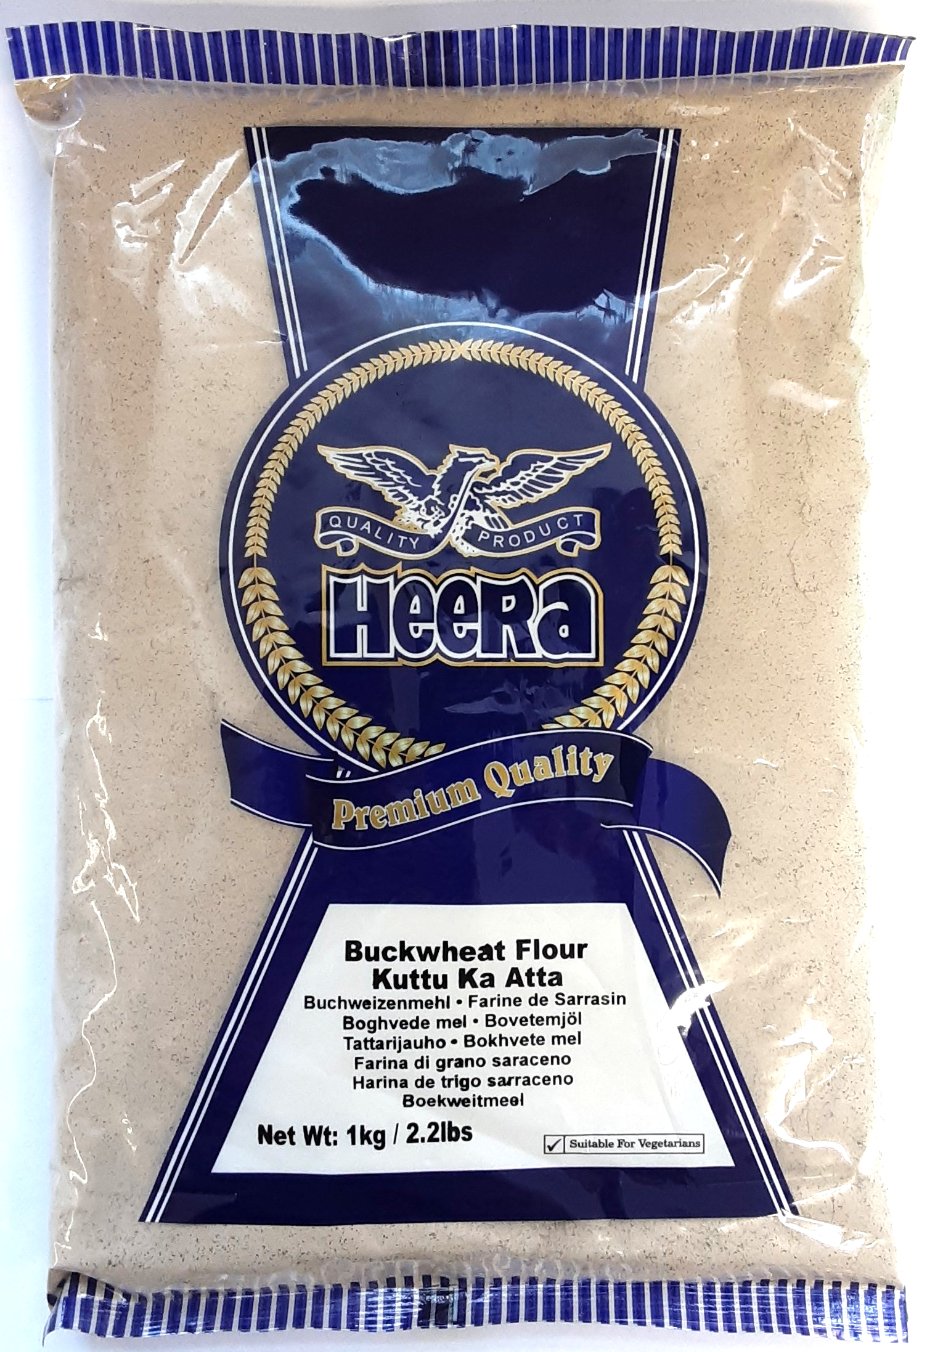 QUALITY PRODUCT
HEERA
Premium Quality
Buckwheat Flour
Kuttu Ka Atta
Buchweizenmehl • Farine de Sarrasin
Boghvede mel • Bovetemjöl
Tattarijauho • Bokhvete mel
Farina di grano saraceno
Harina de trigo sarraceno
Boekweitmeel
Net Wt: 1kg / 2.2lbs
Suitable For Vegetarians